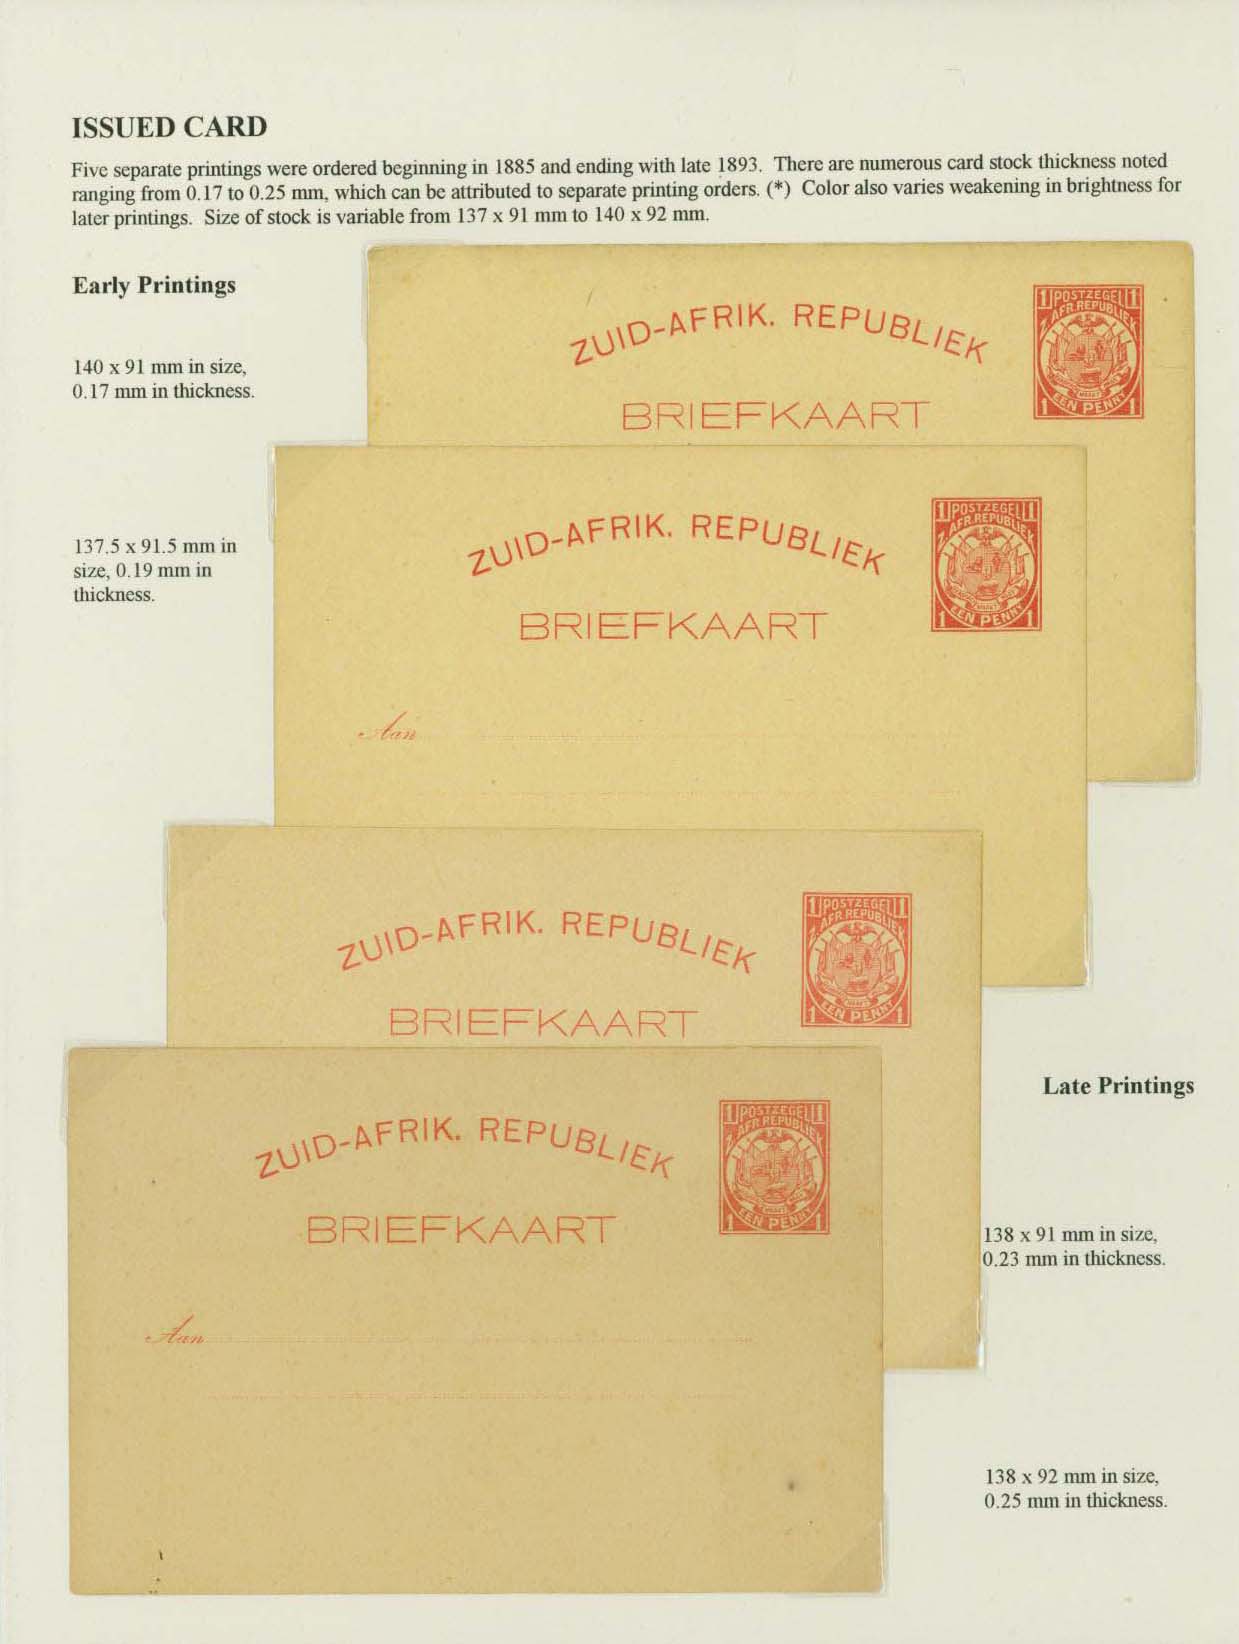 ISSUED CARD
Five separate printings were ordered beginning in 1885 and ending with late 1893. There are numerous card stock thickness noted
ranging from 0.17 to 0.25 mm, which can be attributed to separate printing orders. (*) Color also varies weakening in brightness for
later printings. Size of stock is variable from 137 x 91 mm to 140 x 92 mm.
Early Printings
140 x 91 mm in size,
0.17 mm in thickness.
ZUID-AFRIK. REPUBLIEK
BRIEFKAART
1 POSTZEGEL 1
Z. AFR. REPUBLIEK
1 EEN PENNY 1
137.5 x 91.5 mm in
size, 0.19 mm in
thickness.
ZUID-AFRIK. REPUBLIEK
BRIEFKAART
1 POSTZEGEL 1
Z. AFR. REPUBLIEK
1 EEN PENNY 1
Aan
ZUID-AFRIK. REPUBLIEK
BRIEFKAART
1 POSTZEGEL 1
Z. AFR. REPUBLIEK
1 EEN PENNY 1
Late Printings
138 x 91 mm in size,
0.23 mm in thickness.
ZUID-AFRIK. REPUBLIEK
BRIEFKAART
1 POSTZEGEL 1
Z. AFR. REPUBLIEK
1 EEN PENNY 1
Aan
138 x 92 mm in size,
0.25 mm in thickness.